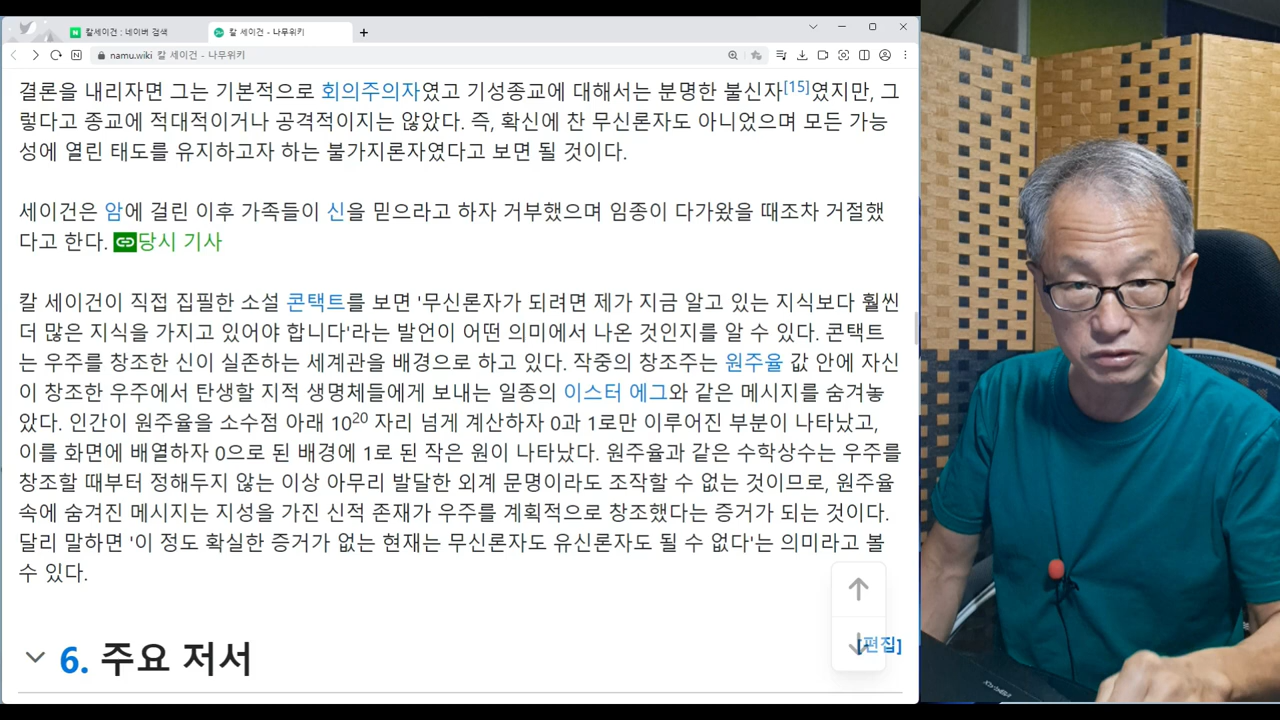 칼세이건 : 네이버 검색
칼 세이건 - 나무위키
namu.wiki 칼 세이건 - 나무위키
결론을 내리자면 그는 기본적으로 회의주의자였고 기성종교에 대해서는 분명한 불신자[15]였지만, 그
렇다고 종교에 적대적이거나 공격적이지는 않았다. 즉, 확신에 찬 무신론자도 아니었으며 모든 가능
성에 열린 태도를 유지하고자 하는 불가지론자였다고 보면 될 것이다.
세이건은 암에 걸린 이후 가족들이 신을 믿으라고 하자 거부했으며 임종이 다가왔을 때조차 거절했
다고 한다. 당시 기사
칼 세이건이 직접 집필한 소설 콘택트를 보면 '무신론자가 되려면 제가 지금 알고 있는 지식보다 훨씬
더 많은 지식을 가지고 있어야 합니다'라는 발언이 어떤 의미에서 나온 것인지를 알 수 있다. 콘택트
는 우주를 창조한 신이 실존하는 세계관을 배경으로 하고 있다. 작중의 창조주는 원주율 값 안에 자신
이 창조한 우주에서 탄생할 지적 생명체들에게 보내는 일종의 이스터 에그와 같은 메시지를 숨겨놓
았다. 인간이 원주율을 소수점 아래 10²⁰ 자리 넘게 계산하자 0과 1로만 이루어진 부분이 나타났고,
이를 화면에 배열하자 0으로 된 배경에 1로 된 작은 원이 나타났다. 원주율과 같은 수학상수는 우주를
창조할 때부터 정해두지 않는 이상 아무리 발달한 외계 문명이라도 조작할 수 없는 것이므로, 원주율
속에 숨겨진 메시지는 지성을 가진 신적 존재가 우주를 계획적으로 창조했다는 증거가 되는 것이다.
달리 말하면 '이 정도 확실한 증거가 없는 현재는 무신론자도 유신론자도 될 수 없다'는 의미라고 볼
수 있다.
6. 주요 저서
[편집]